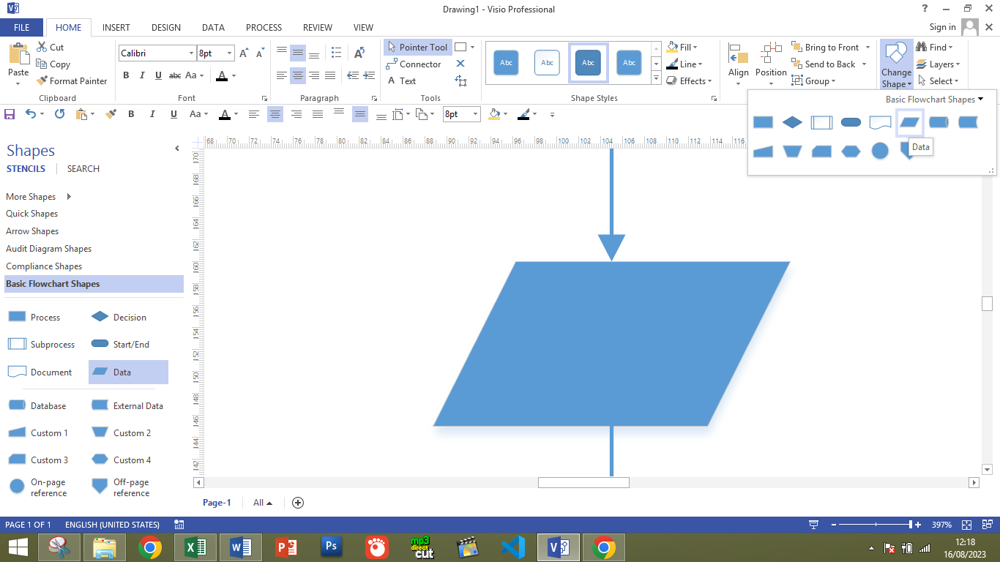 Drawing1 - Visio Professional
?
FILE HOME INSERT DESIGN DATA PROCESS REVIEW VIEW Sign in
Cut
Copy
Format Painter
Paste
Clipboard
Calibri 8pt
A A
B I U abc Aa A
Font
A
Paragraph
Pointer Tool
Connector
A Text
Tools
Abc Abc Abc Abc
Shape Styles
Fill
Line
Effects
Align
Position
Bring to Front
Send to Back
Group
Change
Shape
Find
Layers
Select
B I U Aa A 8pt
Basic Flowchart Shapes
Data
Shapes
STENCILS SEARCH
More Shapes
Quick Shapes
Arrow Shapes
Audit Diagram Shapes
Compliance Shapes
Basic Flowchart Shapes
Process Decision
Subprocess Start/End
Document Data
Database External Data
Custom 1 Custom 2
Custom 3 Custom 4
On-page
reference
Off-page
reference
68 70 72 74 76 78 80 82 84 86 88 90 92 94 96 98 100 102 104 106 108 110 112 114 116
170
168
166
164
162
160
158
156
154
152
150
148
146
144
142
Page-1 All
PAGE 1 OF 1 ENGLISH (UNITED STATES) 397%
X W P Ps
mp3
direct
cut
V
12:18
16/08/2023